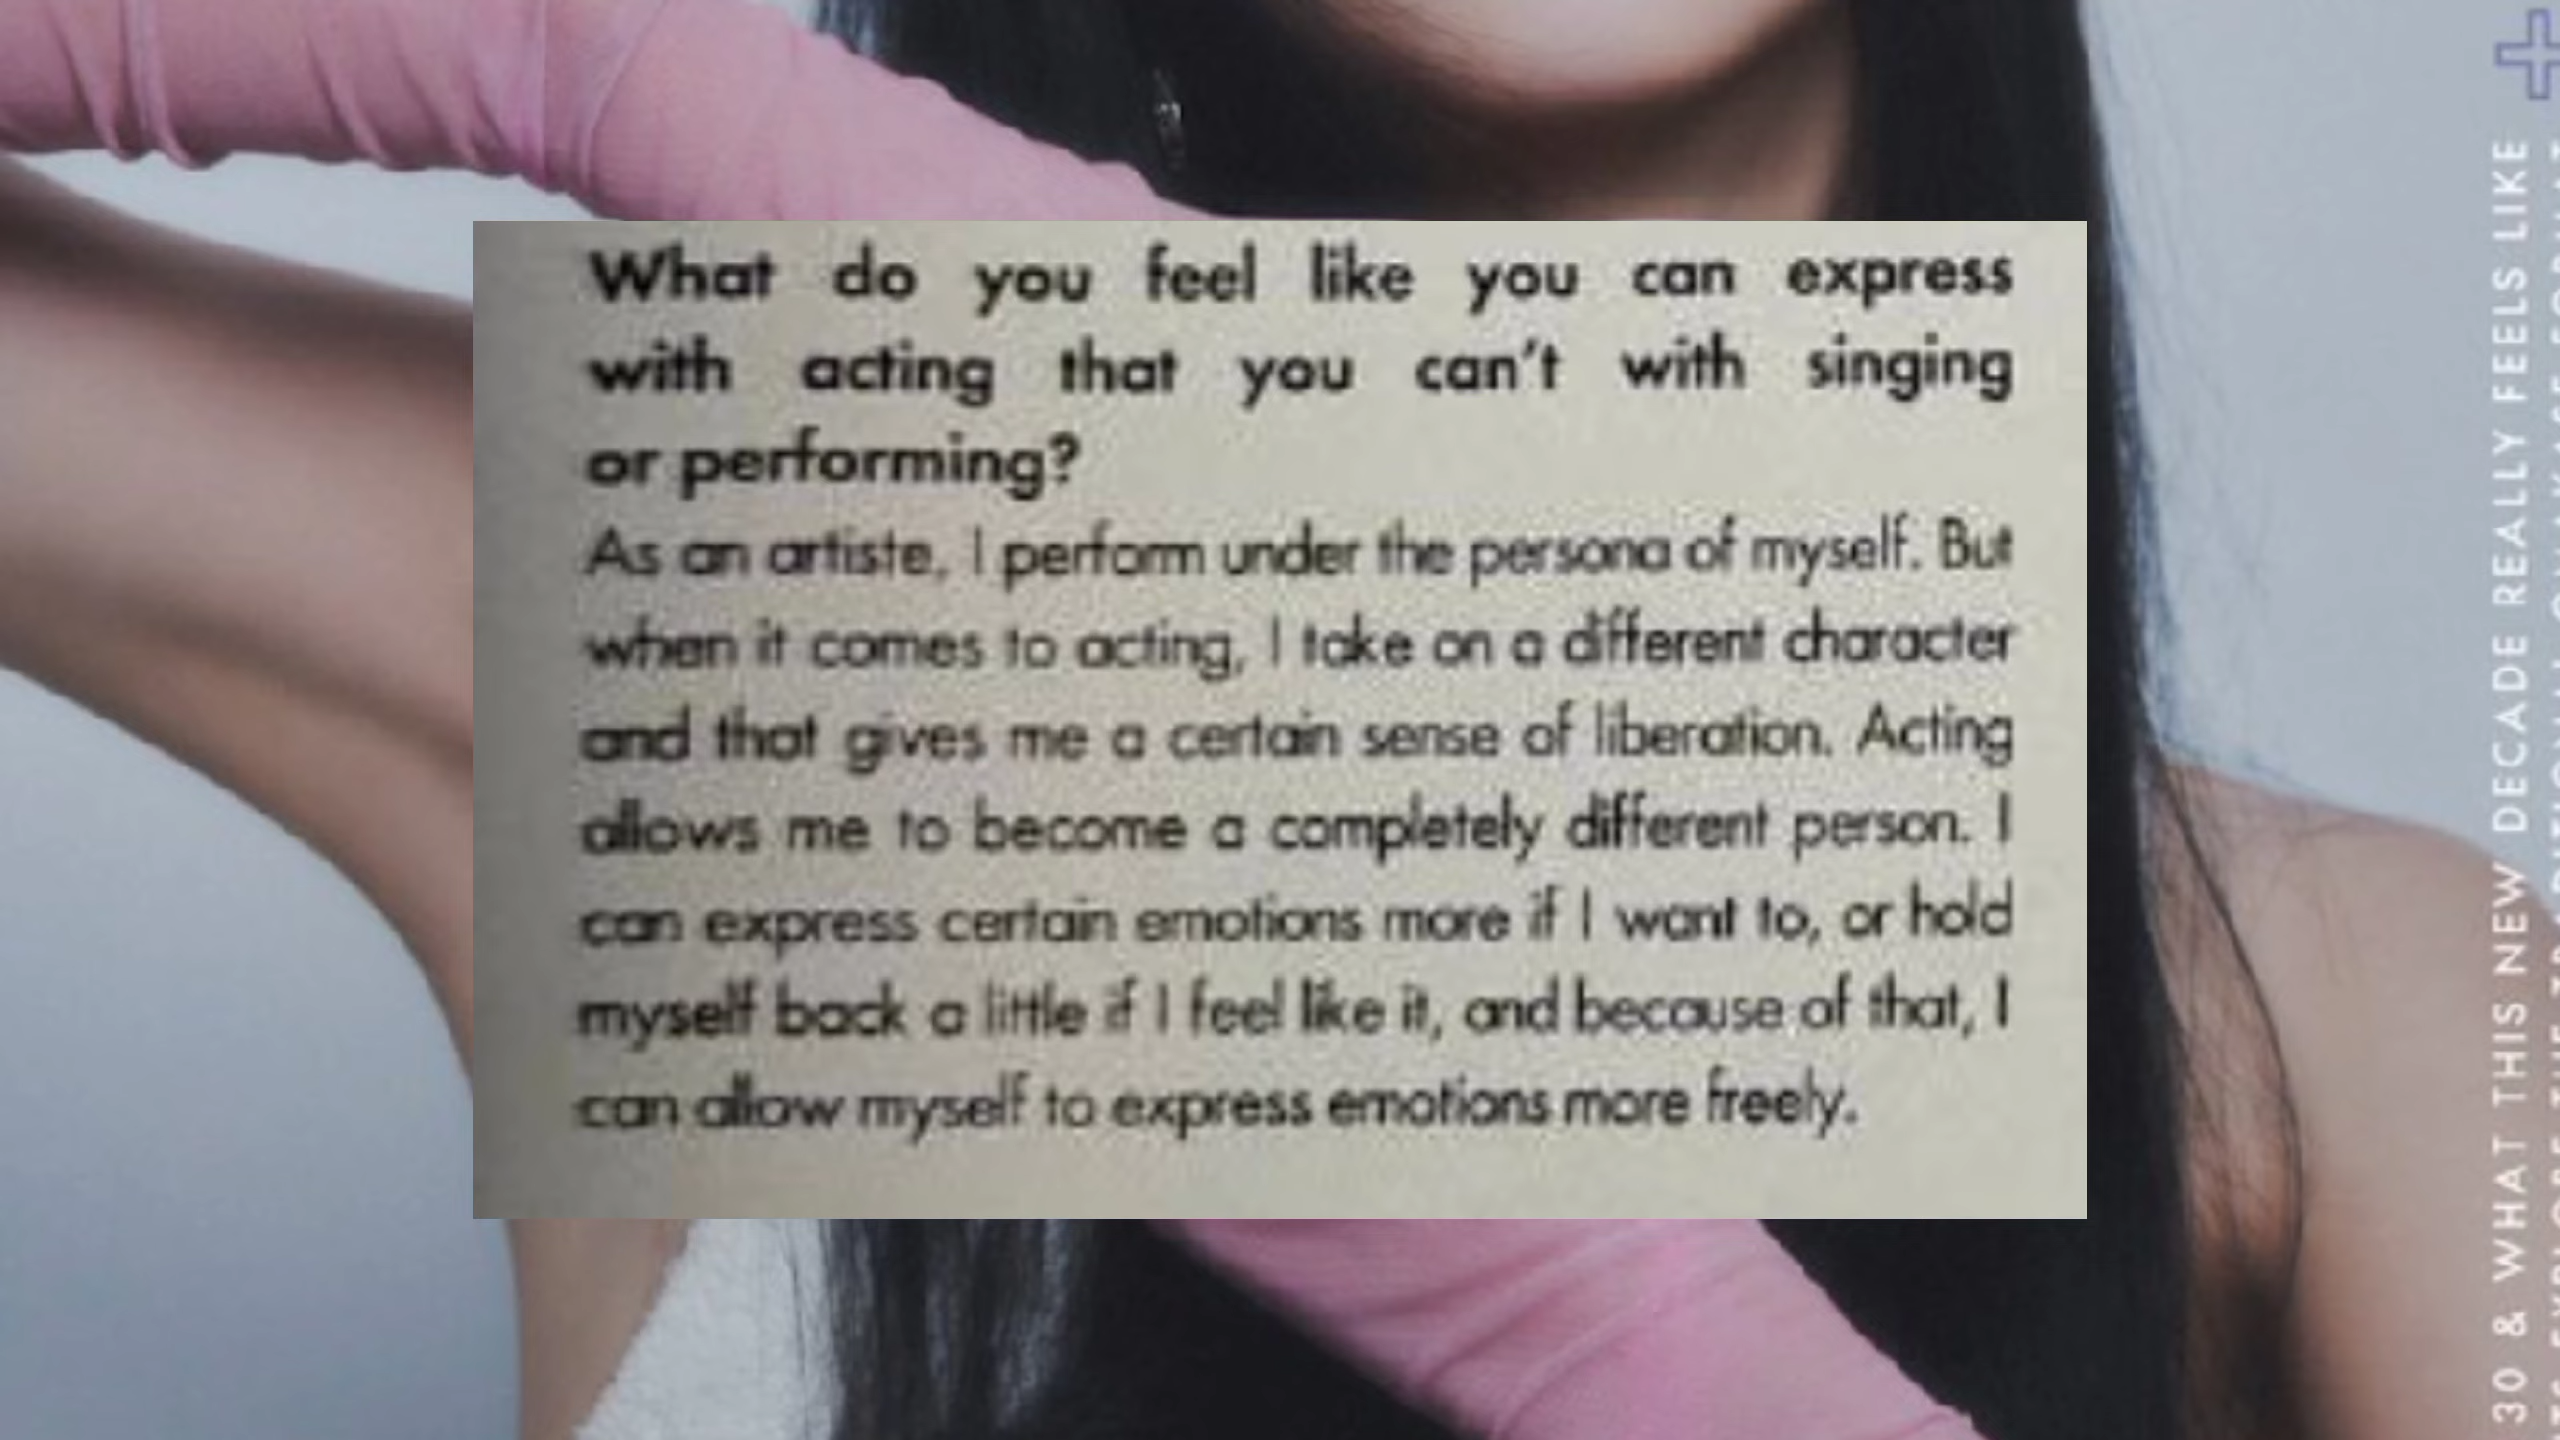 What do you feel like you can express
with acting that you can't with singing
or performing?
As an artiste, I perform under the persona of myself. But
when it comes to acting, I take on a different character
and that gives me a certain sense of liberation. Acting
allows me to become a completely different person. I
can express certain emotions more if I want to, or hold
myself back a little if I feel like it, and because of that, I
can allow myself to express emotions more freely.
30 & WHAT THIS NEW DECADE REALLY FEELS LIKE